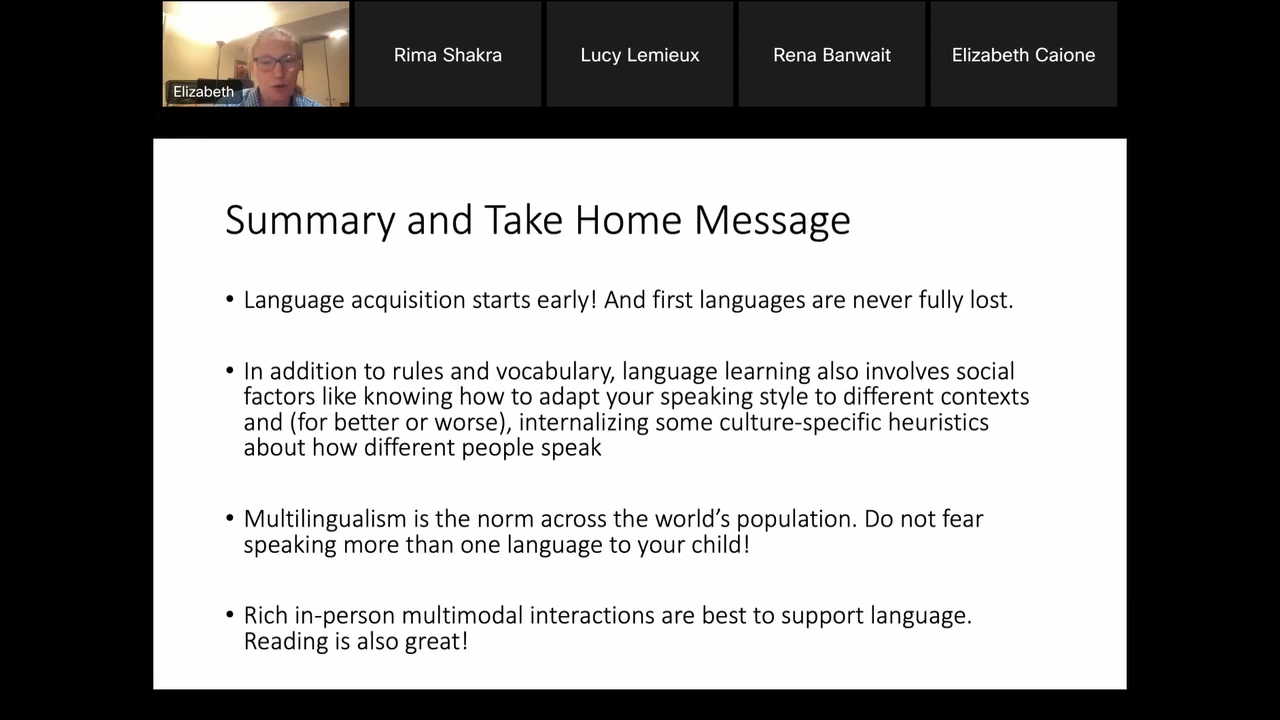 Elizabeth
Rima Shakra
Lucy Lemieux
Rena Banwait
Elizabeth Caione
Summary and Take Home Message
• Language acquisition starts early! And first languages are never fully lost.
• In addition to rules and vocabulary, language learning also involves social
factors like knowing how to adapt your speaking style to different contexts
and (for better or worse), internalizing some culture-specific heuristics
about how different people speak
• Multilingualism is the norm across the world’s population. Do not fear
speaking more than one language to your child!
• Rich in-person multimodal interactions are best to support language.
Reading is also great!